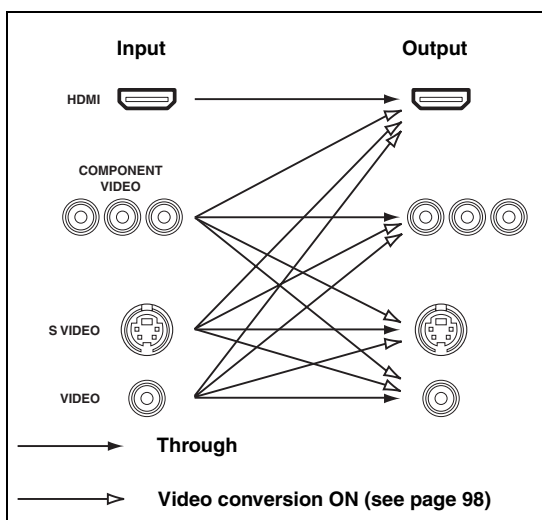 Input Output
HDMI
COMPONENT
VIDEO
S VIDEO
VIDEO
Through
Video conversion ON (see page 98)